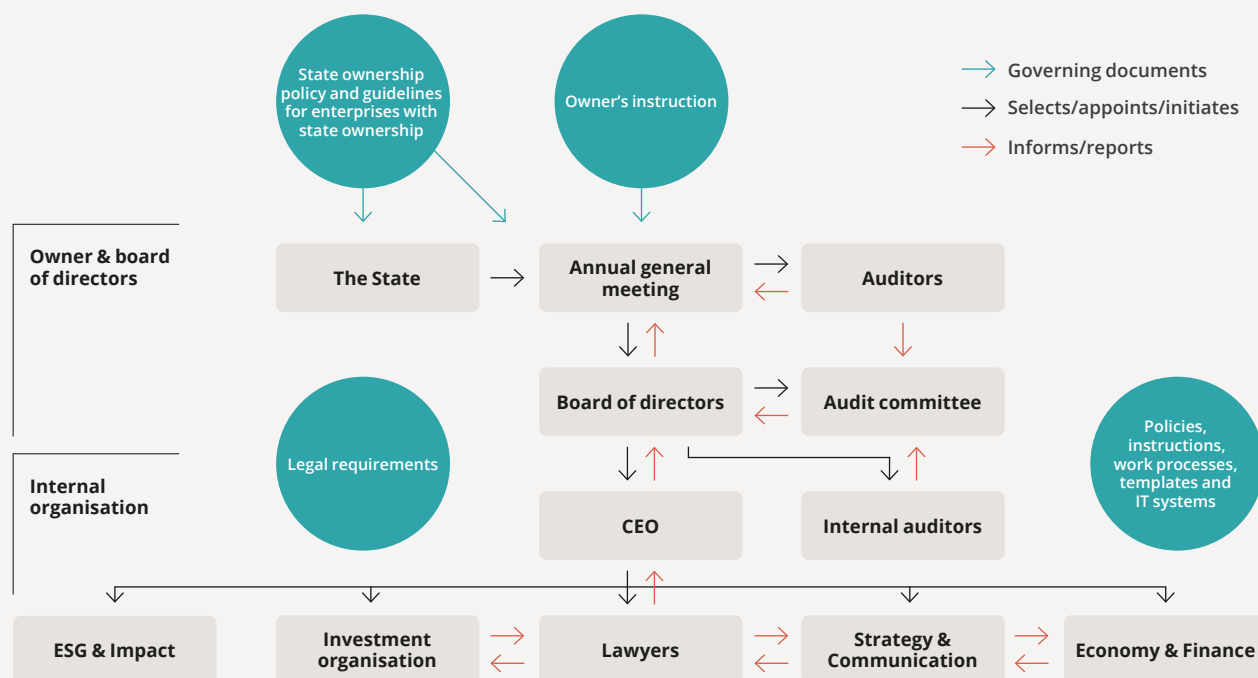 State ownership
policy and guidelines
for enterprises with
state ownership
Owner’s instruction
Governing documents
Selects/appoints/initiates
Informs/reports
Owner & board
of directors
The State
Annual general
meeting
Auditors
Board of directors
Audit committee
Legal requirements
Policies,
instructions,
work processes,
templates and
IT systems
Internal
organisation
CEO
Internal auditors
ESG & Impact
Investment
organisation
Lawyers
Strategy &
Communication
Economy & Finance